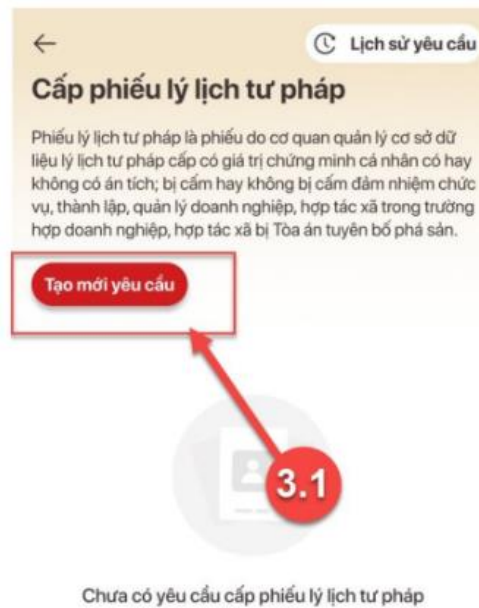 Lịch sử yêu cầu
Cấp phiếu lý lịch tư pháp
Phiếu lý lịch tư pháp là phiếu do cơ quan quản lý cơ sở dữ
liệu lý lịch tư pháp cấp có giá trị chứng minh cá nhân có hay
không có án tích; bị cấm hay không bị cấm đảm nhiệm chức
vụ, thành lập, quản lý doanh nghiệp, hợp tác xã trong trường
hợp doanh nghiệp, hợp tác xã bị Tòa án tuyên bố phá sản.
Tạo mới yêu cầu
3.1
Chưa có yêu cầu cấp phiếu lý lịch tư pháp